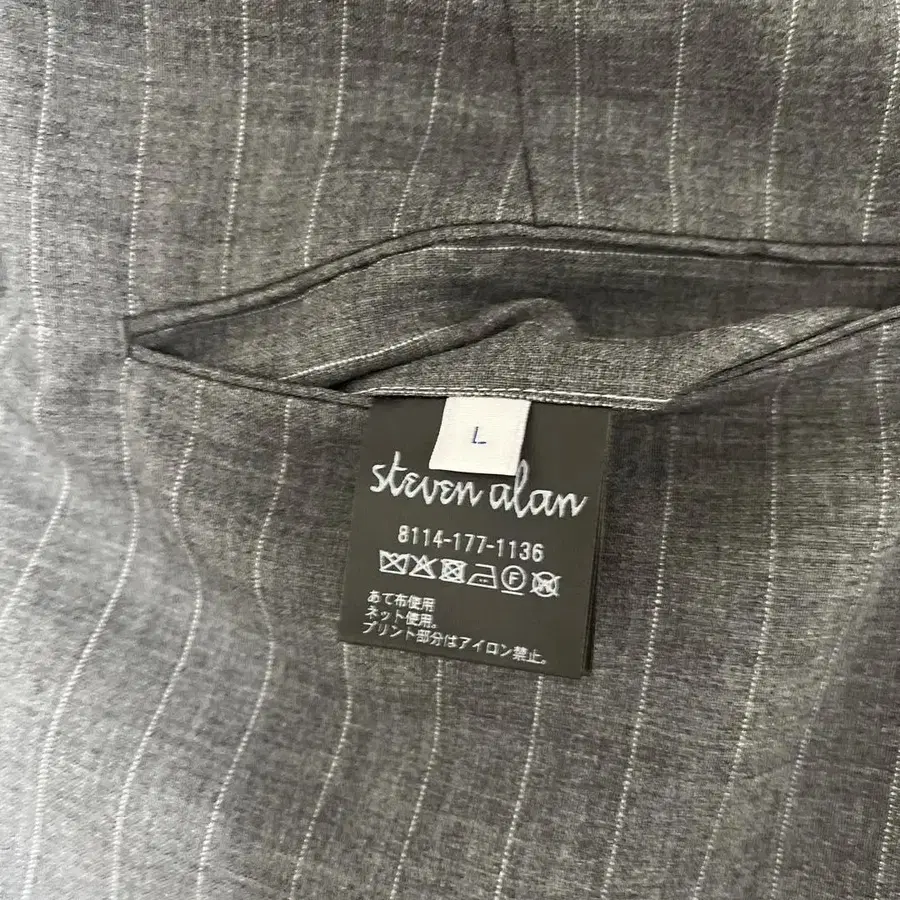 L
steven alan
8114-177-1136
あて布使用
ネット使用。
プリント部分はアイロン禁止。